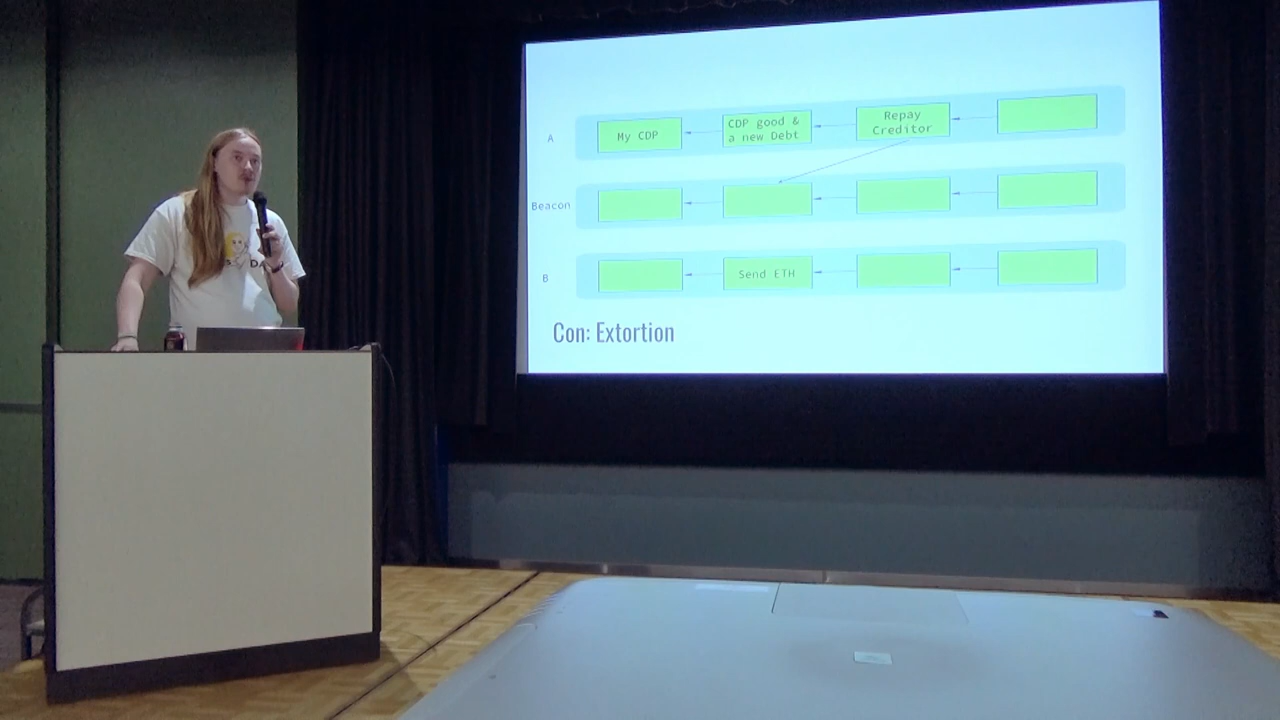 A
My CDP
CDP good &
a new Debt
Repay
Creditor
Beacon
B
Send ETH
Con: Extortion